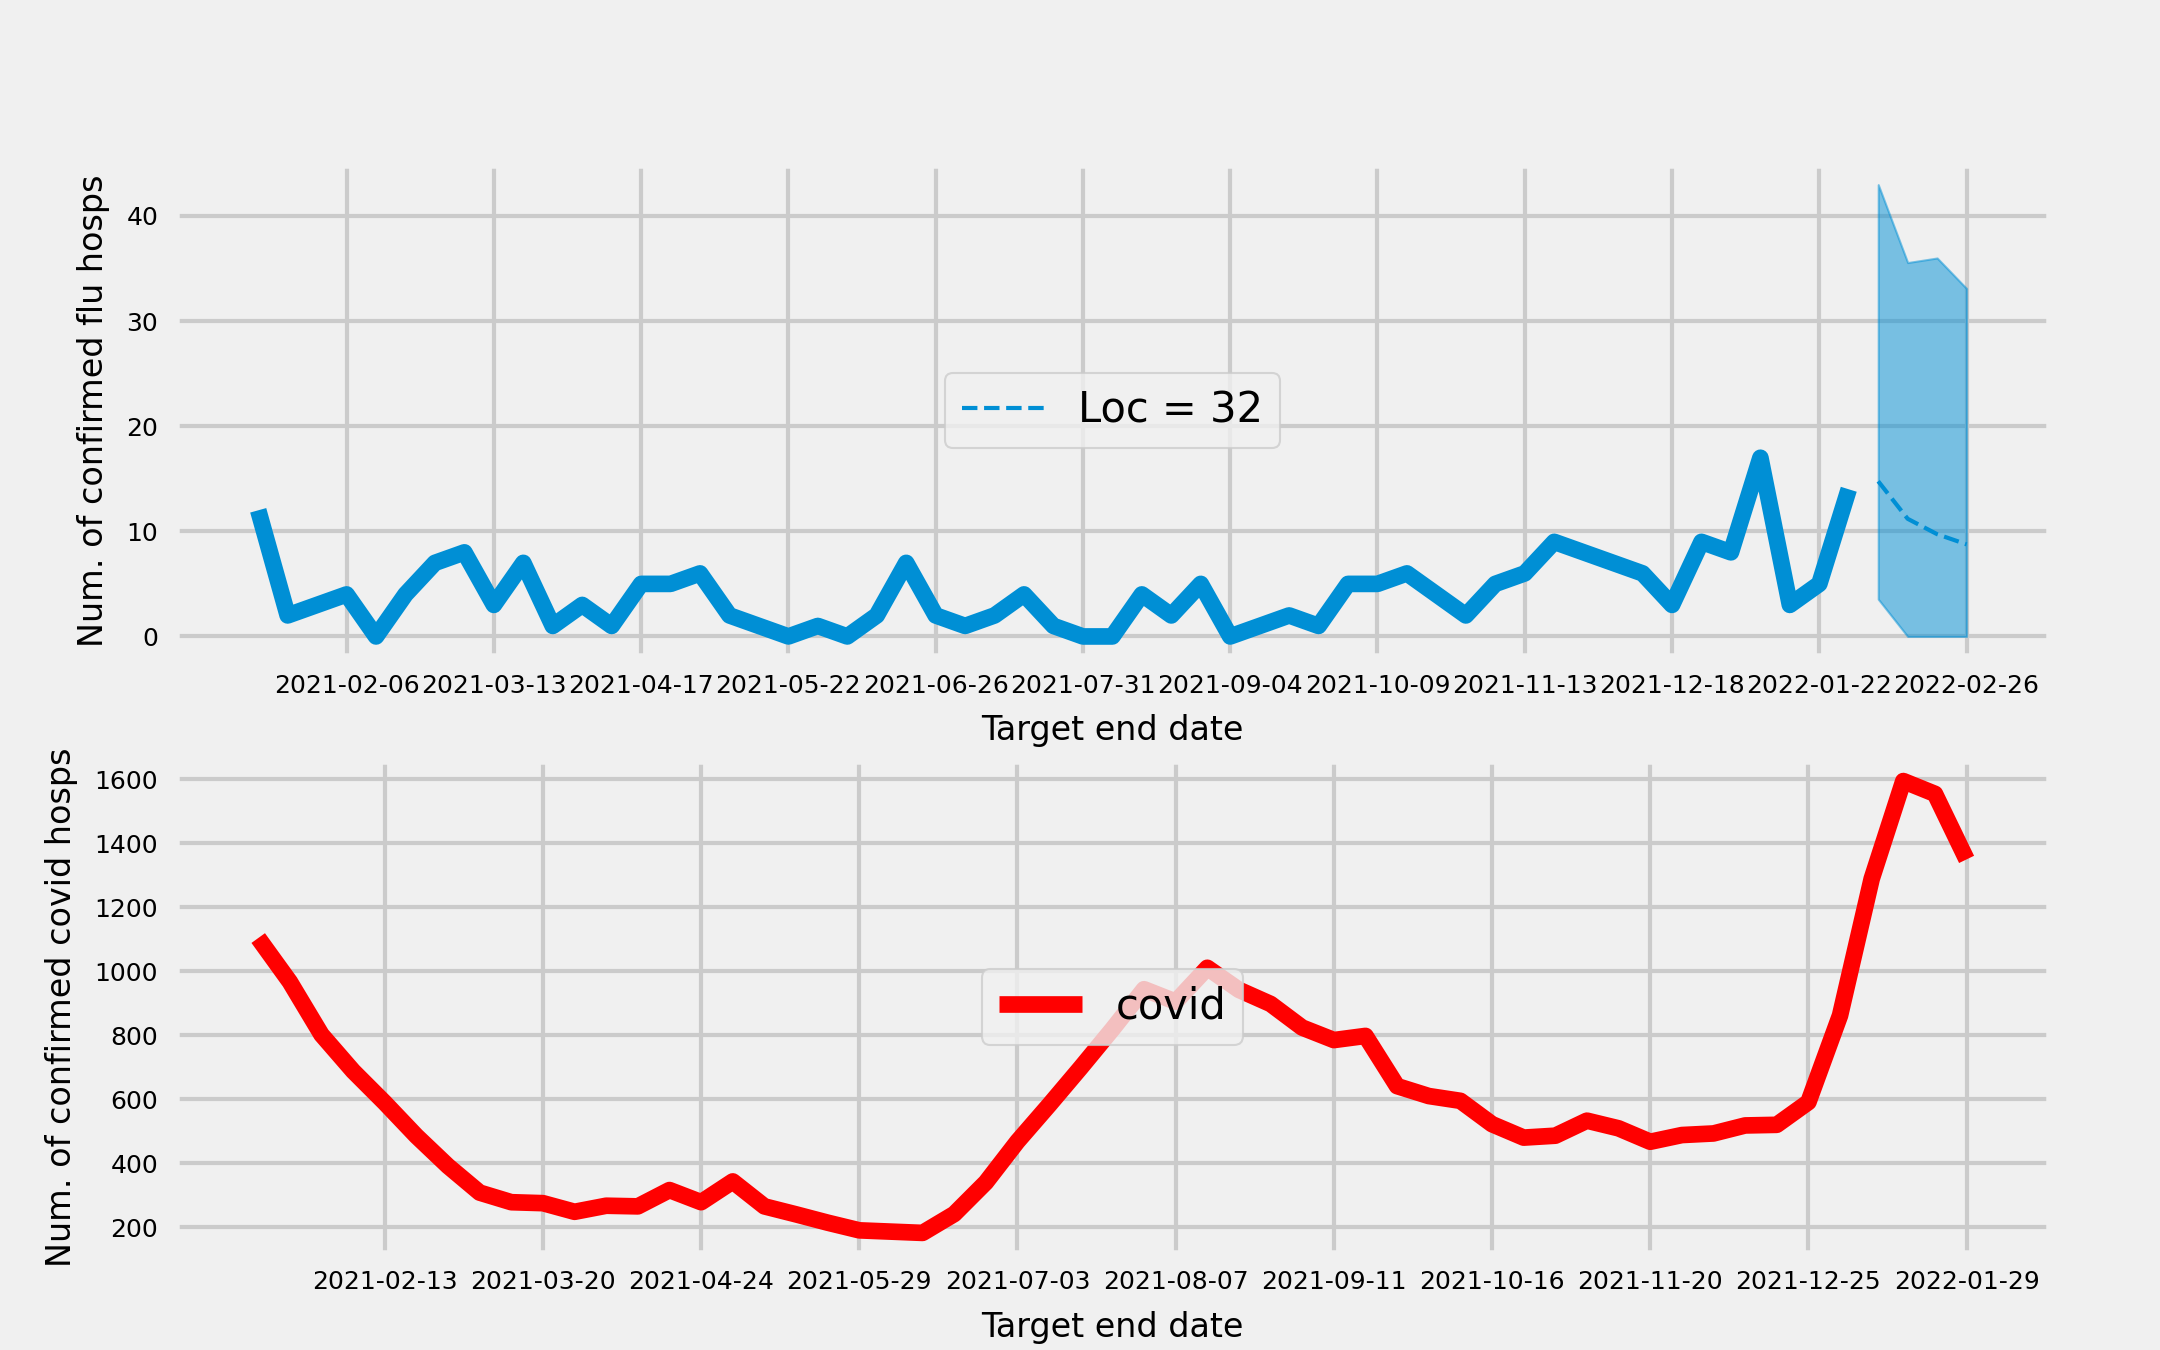 Num. of confirmed flu hosps
40
30
20
10
0
Loc = 32
2021-02-06 2021-03-13 2021-04-17 2021-05-22 2021-06-26 2021-07-31 2021-09-04 2021-10-09 2021-11-13 2021-12-18 2022-01-22 2022-02-26
Target end date
Num. of confirmed covid hosps
1600
1400
1200
1000
800
600
400
200
covid
2021-02-13 2021-03-20 2021-04-24 2021-05-29 2021-07-03 2021-08-07 2021-09-11 2021-10-16 2021-11-20 2021-12-25 2022-01-29
Target end date